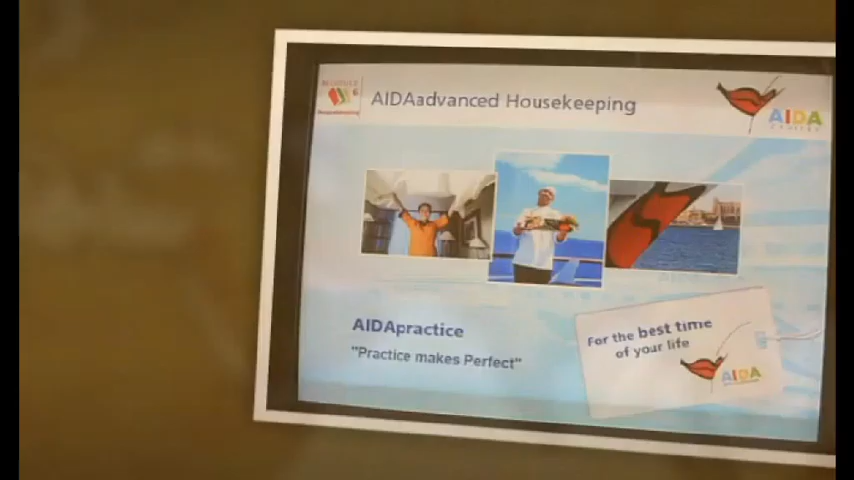 AIDAadvanced Housekeeping
AIDA
AIDApractice
"Practice makes Perfect"
For the best time
of your life
AIDA